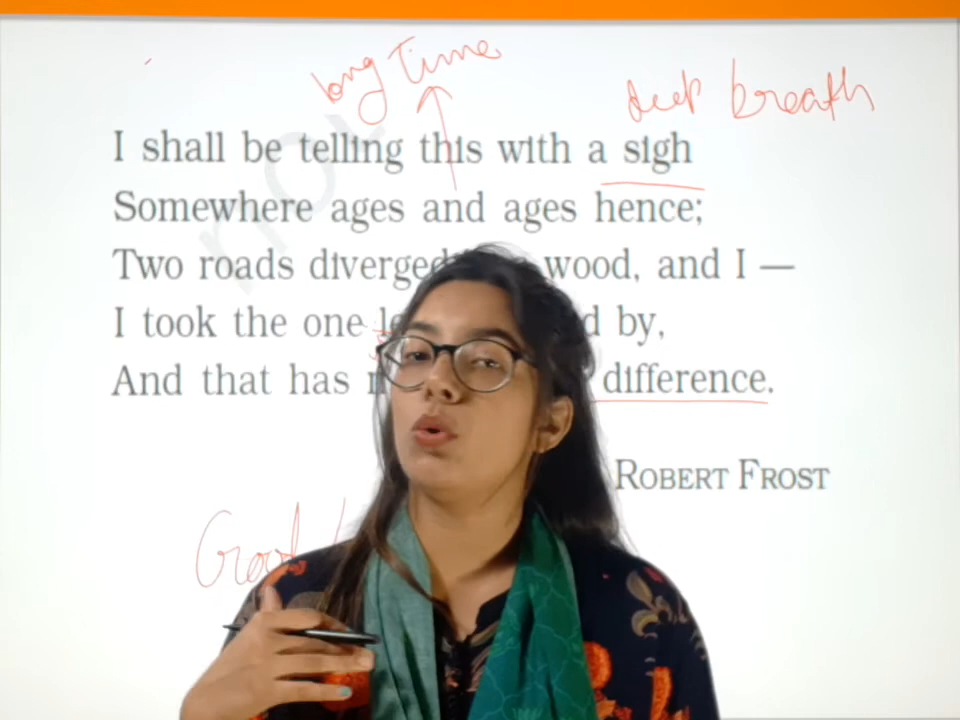 long Time
deep breath
I shall be telling this with a sigh
Somewhere ages and ages hence;
Two roads diverged wood, and I —
I took the one d by,
And that has difference.
ROBERT FROST
Good